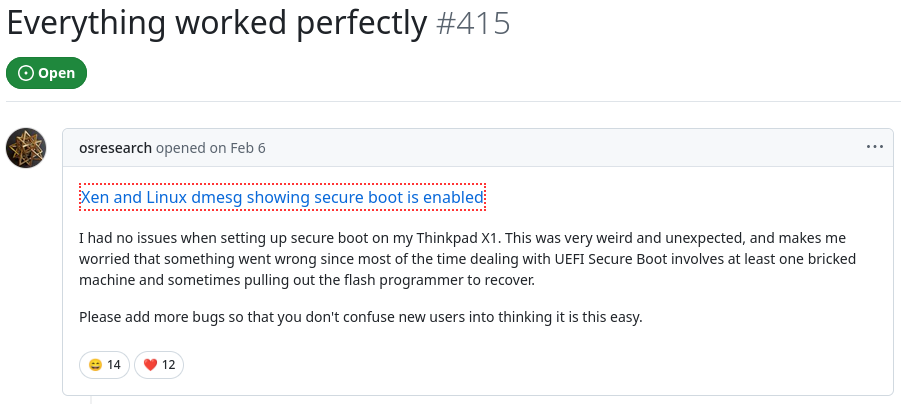 Everything worked perfectly #415
Open
osresearch opened on Feb 6
Xen and Linux dmesg showing secure boot is enabled
I had no issues when setting up secure boot on my Thinkpad X1. This was very weird and unexpected, and makes me
worried that something went wrong since most of the time dealing with UEFI Secure Boot involves at least one bricked
machine and sometimes pulling out the flash programmer to recover.
Please add more bugs so that you don't confuse new users into thinking it is this easy.
😄 14 ❤️ 12